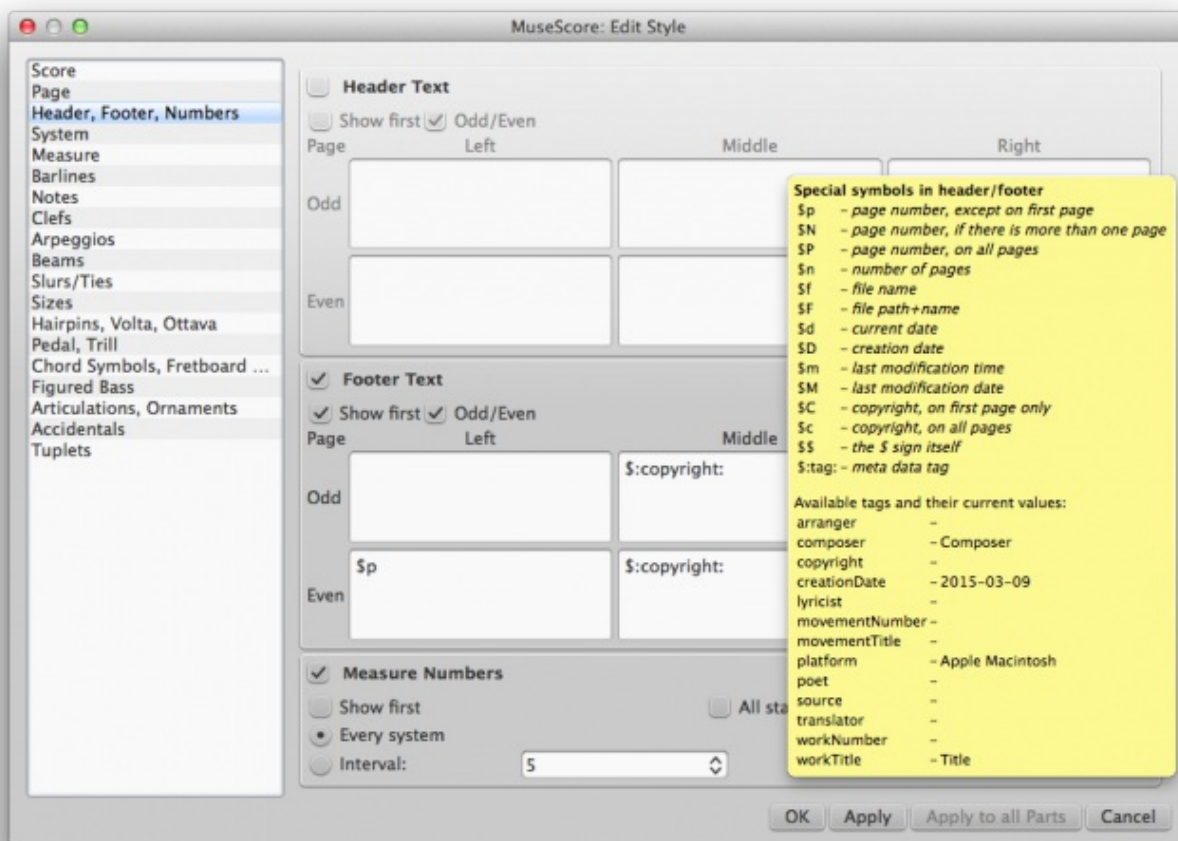 MuseScore: Edit Style
Score
Page
Header, Footer, Numbers
System
Measure
Barlines
Notes
Clefs
Arpeggios
Beams
Slurs/Ties
Sizes
Hairpins, Volta, Ottava
Pedal, Trill
Chord Symbols, Fretboard ...
Figured Bass
Articulations, Ornaments
Accidentals
Tuplets
Header Text
Show first Odd/Even
Page Left Middle Right
Odd
Even
Footer Text
Show first Odd/Even
Page Left Middle
Odd $:copyright:
Even $p $:copyright:
Measure Numbers
Show first All sta
Every system
Interval: 5
Special symbols in header/footer
$p – page number, except on first page
$N – page number, if there is more than one page
$P – page number, on all pages
$n – number of pages
$f – file name
$F – file path+name
$d – current date
$D – creation date
$m – last modification time
$M – last modification date
$C – copyright, on first page only
$c – copyright, on all pages
$$ – the $ sign itself
$:tag: – meta data tag
Available tags and their current values:
arranger –
composer – Composer
copyright –
creationDate – 2015-03-09
lyricist –
movementNumber –
movementTitle –
platform – Apple Macintosh
poet –
source –
translator –
workNumber –
workTitle – Title
OK Apply Apply to all Parts Cancel